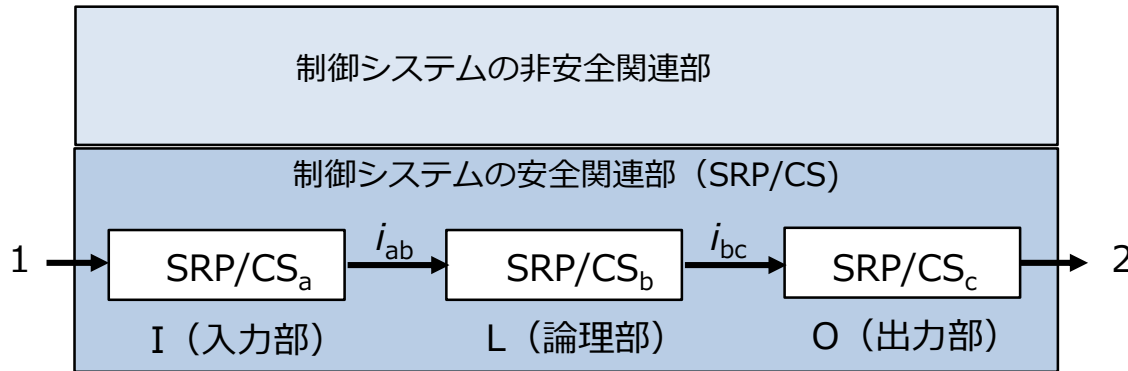 制御システムの非安全関連部
制御システムの安全関連部（SRP/CS)
1 SRP/CSa iab SRP/CSb ibc SRP/CSc 2
I（入力部） L（論理部） O（出力部）